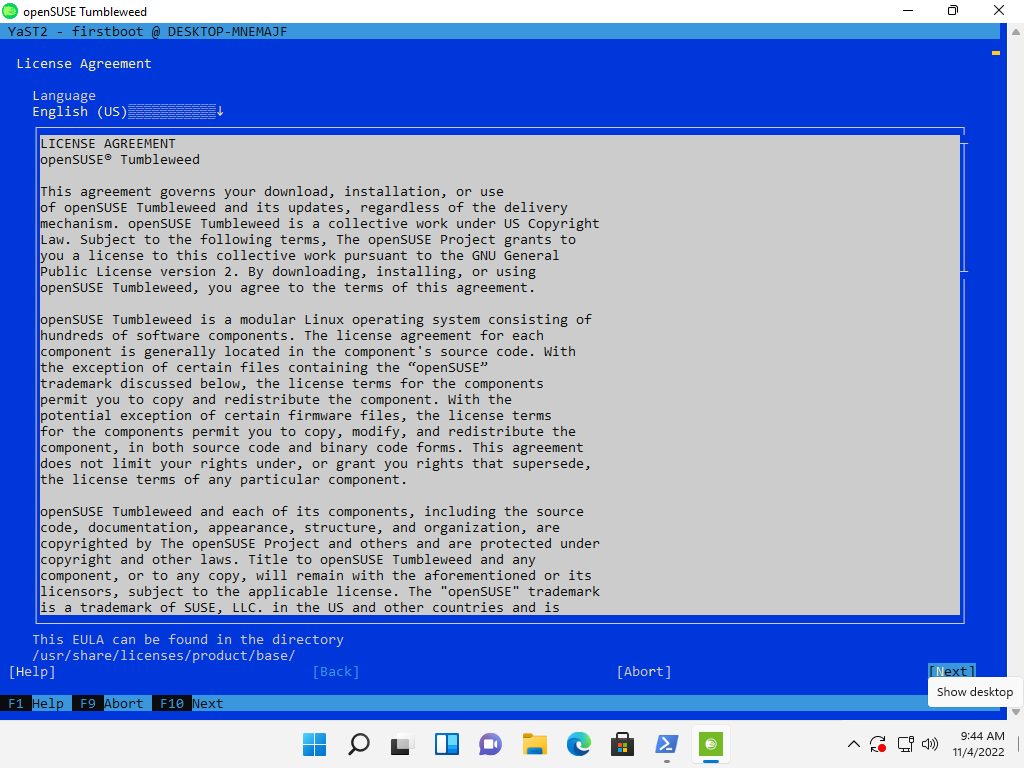 openSUSE Tumbleweed
YaST2 - firstboot @ DESKTOP-MNEMAJF
License Agreement
Language
English (US)
LICENSE AGREEMENT
openSUSE® Tumbleweed
This agreement governs your download, installation, or use
of openSUSE Tumbleweed and its updates, regardless of the delivery
mechanism. openSUSE Tumbleweed is a collective work under US Copyright
Law. Subject to the following terms, The openSUSE Project grants to
you a license to this collective work pursuant to the GNU General
Public License version 2. By downloading, installing, or using
openSUSE Tumbleweed, you agree to the terms of this agreement.
openSUSE Tumbleweed is a modular Linux operating system consisting of
hundreds of software components. The license agreement for each
component is generally located in the component's source code. With
the exception of certain files containing the “openSUSE”
trademark discussed below, the license terms for the components
permit you to copy and redistribute the component. With the
potential exception of certain firmware files, the license terms
for the components permit you to copy, modify, and redistribute the
component, in both source code and binary code forms. This agreement
does not limit your rights under, or grant you rights that supersede,
the license terms of any particular component.
openSUSE Tumbleweed and each of its components, including the source
code, documentation, appearance, structure, and organization, are
copyrighted by The openSUSE Project and others and are protected under
copyright and other laws. Title to openSUSE Tumbleweed and any
component, or to any copy, will remain with the aforementioned or its
licensors, subject to the applicable license. The "openSUSE" trademark
is a trademark of SUSE, LLC. in the US and other countries and is
This EULA can be found in the directory
/usr/share/licenses/product/base/
[Help] [Back] [Abort] [Next]
Show desktop
F1 Help F9 Abort F10 Next
9:44 AM
11/4/2022